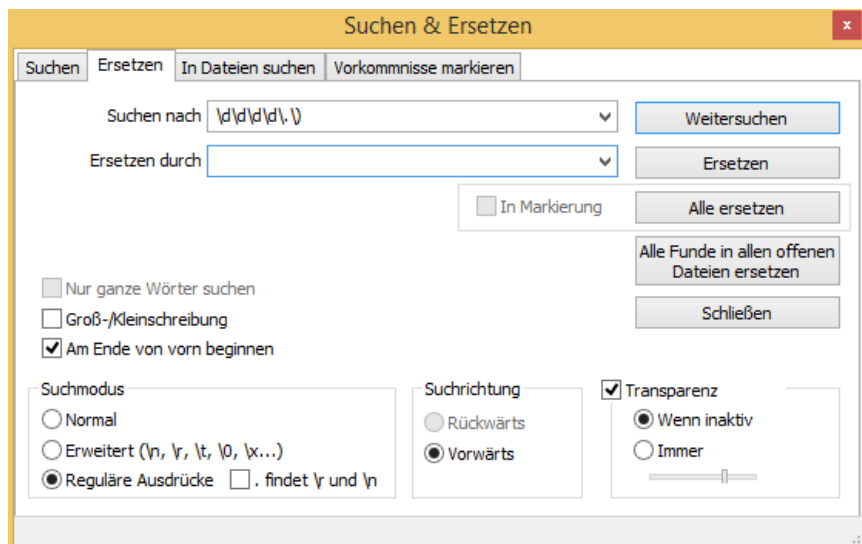 Suchen & Ersetzen
x
Suchen
Ersetzen
In Dateien suchen
Vorkommnisse markieren
Suchen nach \d\d\d\d\.\)
Weitersuchen
Ersetzen durch
Ersetzen
In Markierung
Alle ersetzen
Alle Funde in allen offenen
Dateien ersetzen
Nur ganze Wörter suchen
Schließen
Groß-/Kleinschreibung
Am Ende von vorn beginnen
Suchmodus
Normal
Erweitert (\n, \r, \t, \0, \x...)
Reguläre Ausdrücke
. findet \r und \n
Suchrichtung
Rückwärts
Vorwärts
Transparenz
Wenn inaktiv
Immer